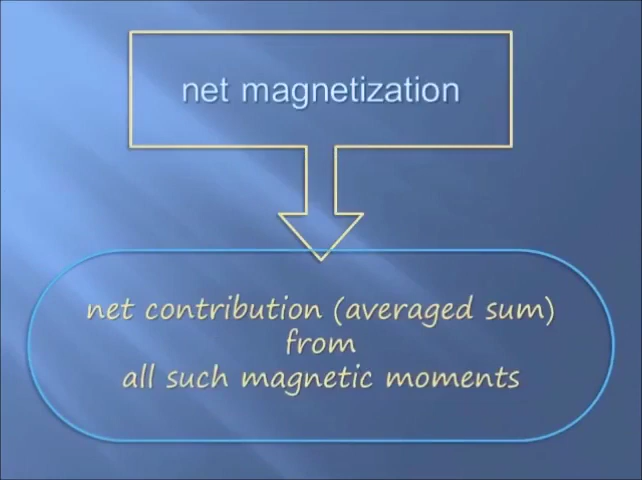 net magnetization
net contribution (averaged sum)
from
all such magnetic moments